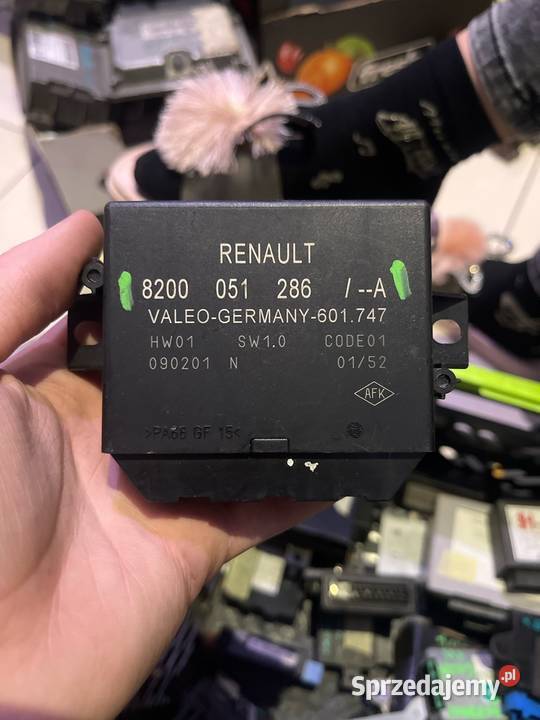 RENAULT
8200 051 286 /--A
VALEO-GERMANY-601.747
HW01 SW1.0 CODE01
090201 N 01/52
AFK
>PA66 GF 15<
Sprzedajemy.pl